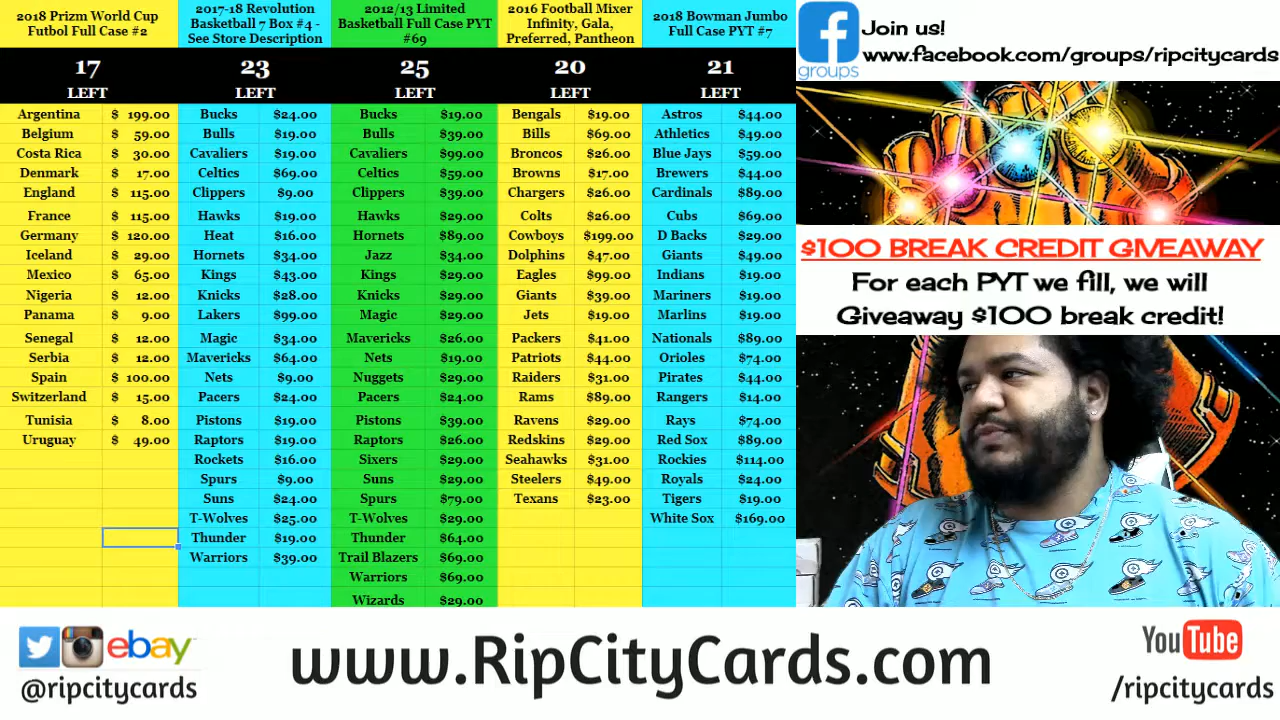 2018 Prizm World Cup
Futbol Full Case #2
17
LEFT
Argentina $ 199.00
Belgium $ 59.00
Costa Rica $ 30.00
Denmark $ 17.00
England $ 115.00
France $ 115.00
Germany $ 120.00
Iceland $ 29.00
Mexico $ 65.00
Nigeria $ 12.00
Panama $ 9.00
Senegal $ 12.00
Serbia $ 12.00
Spain $ 100.00
Switzerland $ 15.00
Tunisia $ 8.00
Uruguay $ 49.00
2017-18 Revolution
Basketball 7 Box #4 -
See Store Description
23
LEFT
Bucks $24.00
Bulls $19.00
Cavaliers $19.00
Celtics $69.00
Clippers $9.00
Hawks $19.00
Heat $16.00
Hornets $34.00
Kings $43.00
Knicks $28.00
Lakers $99.00
Magic $34.00
Mavericks $64.00
Nets $9.00
Pacers $24.00
Pistons $19.00
Raptors $19.00
Rockets $16.00
Spurs $9.00
Suns $24.00
T-Wolves $25.00
Thunder $19.00
Warriors $39.00
2012/13 Limited
Basketball Full Case PYT
#69
25
LEFT
Bucks $19.00
Bulls $39.00
Cavaliers $99.00
Celtics $59.00
Clippers $39.00
Hawks $29.00
Hornets $89.00
Jazz $34.00
Kings $29.00
Knicks $29.00
Magic $29.00
Mavericks $26.00
Nets $19.00
Nuggets $29.00
Pacers $24.00
Pistons $39.00
Raptors $26.00
Sixers $29.00
Suns $29.00
Spurs $79.00
T-Wolves $29.00
Thunder $64.00
Trail Blazers $69.00
Warriors $69.00
Wizards $29.00
2016 Football Mixer
Infinity, Gala,
Preferred, Pantheon
20
LEFT
Bengals $19.00
Bills $69.00
Broncos $26.00
Browns $17.00
Chargers $26.00
Colts $26.00
Cowboys $199.00
Dolphins $47.00
Eagles $99.00
Giants $39.00
Jets $19.00
Packers $41.00
Patriots $44.00
Raiders $31.00
Rams $89.00
Ravens $29.00
Redskins $29.00
Seahawks $31.00
Steelers $49.00
Texans $23.00
2018 Bowman Jumbo
Full Case PYT #7
21
LEFT
Astros $44.00
Athletics $49.00
Blue Jays $59.00
Brewers $44.00
Cardinals $89.00
Cubs $69.00
D Backs $29.00
Giants $49.00
Indians $19.00
Mariners $19.00
Marlins $19.00
Nationals $89.00
Orioles $74.00
Pirates $44.00
Rangers $14.00
Rays $74.00
Red Sox $89.00
Rockies $114.00
Royals $24.00
Tigers $19.00
White Sox $169.00
groups
Join us!
www.facebook.com/groups/ripcitycards
$100 BREAK CREDIT GIVEAWAY
For each PYT we fill, we will
Giveaway $100 break credit!
ebay
@ripcitycards
www.RipCityCards.com
YouTube
/ripcitycards